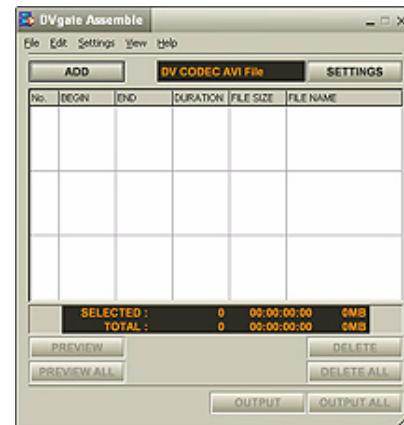 DVgate Assemble
File Edit Settings View Help
ADD DV CODEC AVI File SETTINGS
No. BEGIN END DURATION FILE SIZE FILE NAME
SELECTED : 0 00:00:00:00 0MB
TOTAL : 0 00:00:00:00 0MB
PREVIEW DELETE
PREVIEW ALL DELETE ALL
OUTPUT OUTPUT ALL